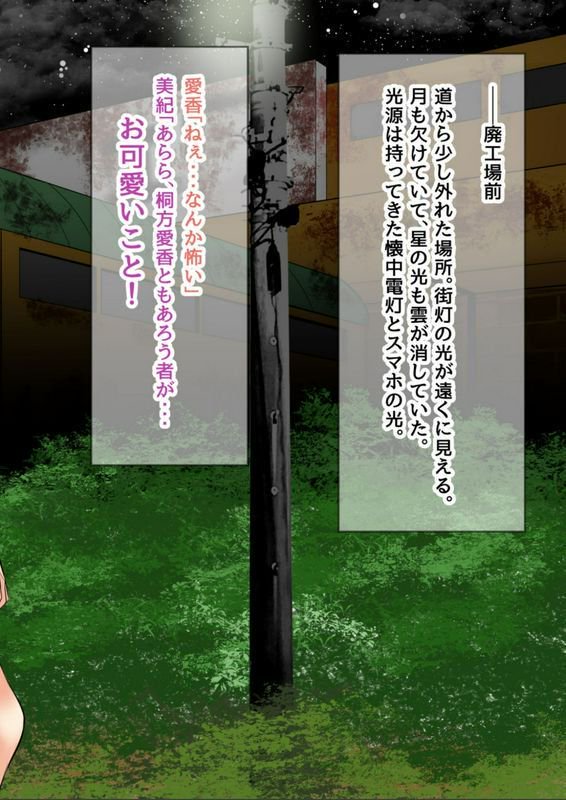 ――廃工場前
道から少し外れた場所。街灯の光が遠くに見える。
月も欠けていて、星の光も雲が消していた。
光源は持ってきた懐中電灯とスマホの光。
愛香「ねぇ･･･なんか怖い」
美紀「あらら、桐方愛香ともあろう者が･･･
お可愛いこと！